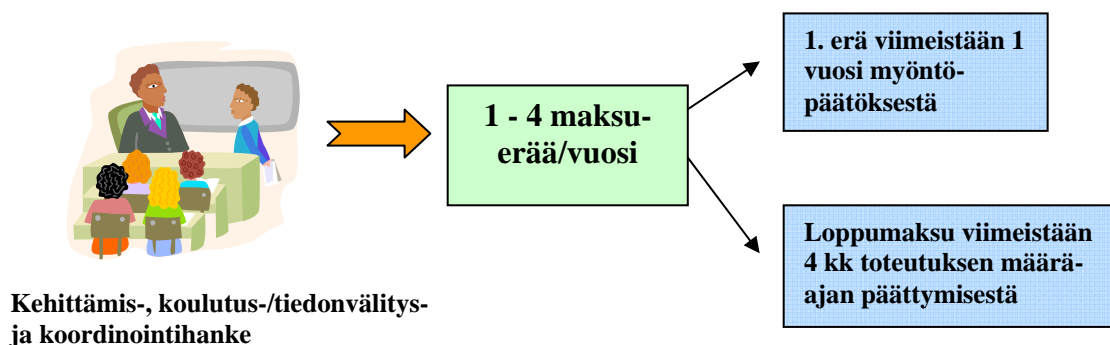 Kehittämis-, koulutus-/tiedonvälitys-
ja koordinointihanke
1 - 4 maksu-
erää/vuosi
1. erä viimeistään 1
vuosi myöntö-
päätöksestä
Loppumaksu viimeistään
4 kk toteutuksen määrä-
ajan päättymisestä